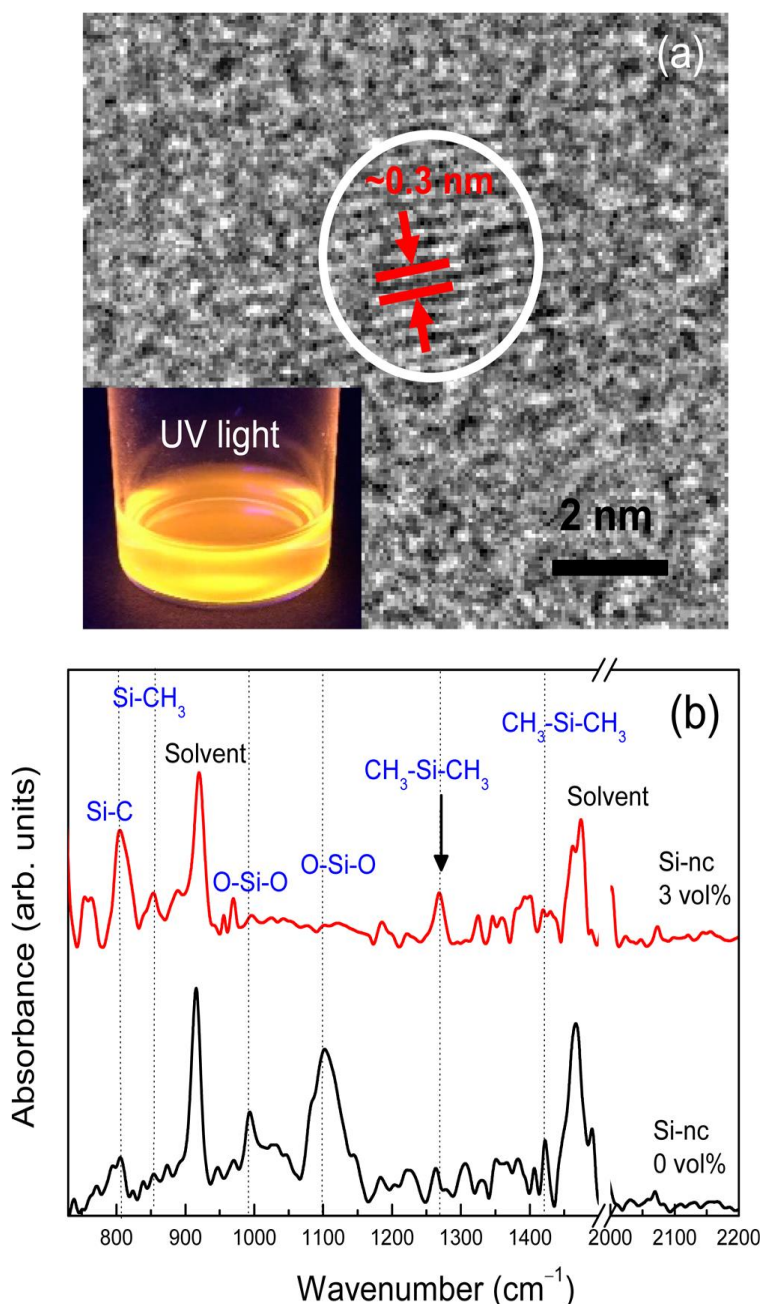 (a)
~0.3 nm
UV light
2 nm
(b)
Si-CH₃
CH₃-Si-CH₃
Solvent
CH₃-Si-CH₃
Solvent
Si-C
O-Si-O
O-Si-O
Si-nc
3 vol%
Si-nc
0 vol%
Absorbance (arb. units)
800 900 1000 1100 1200 1300 1400 2000 2100 2200
Wavenumber (cm⁻¹)